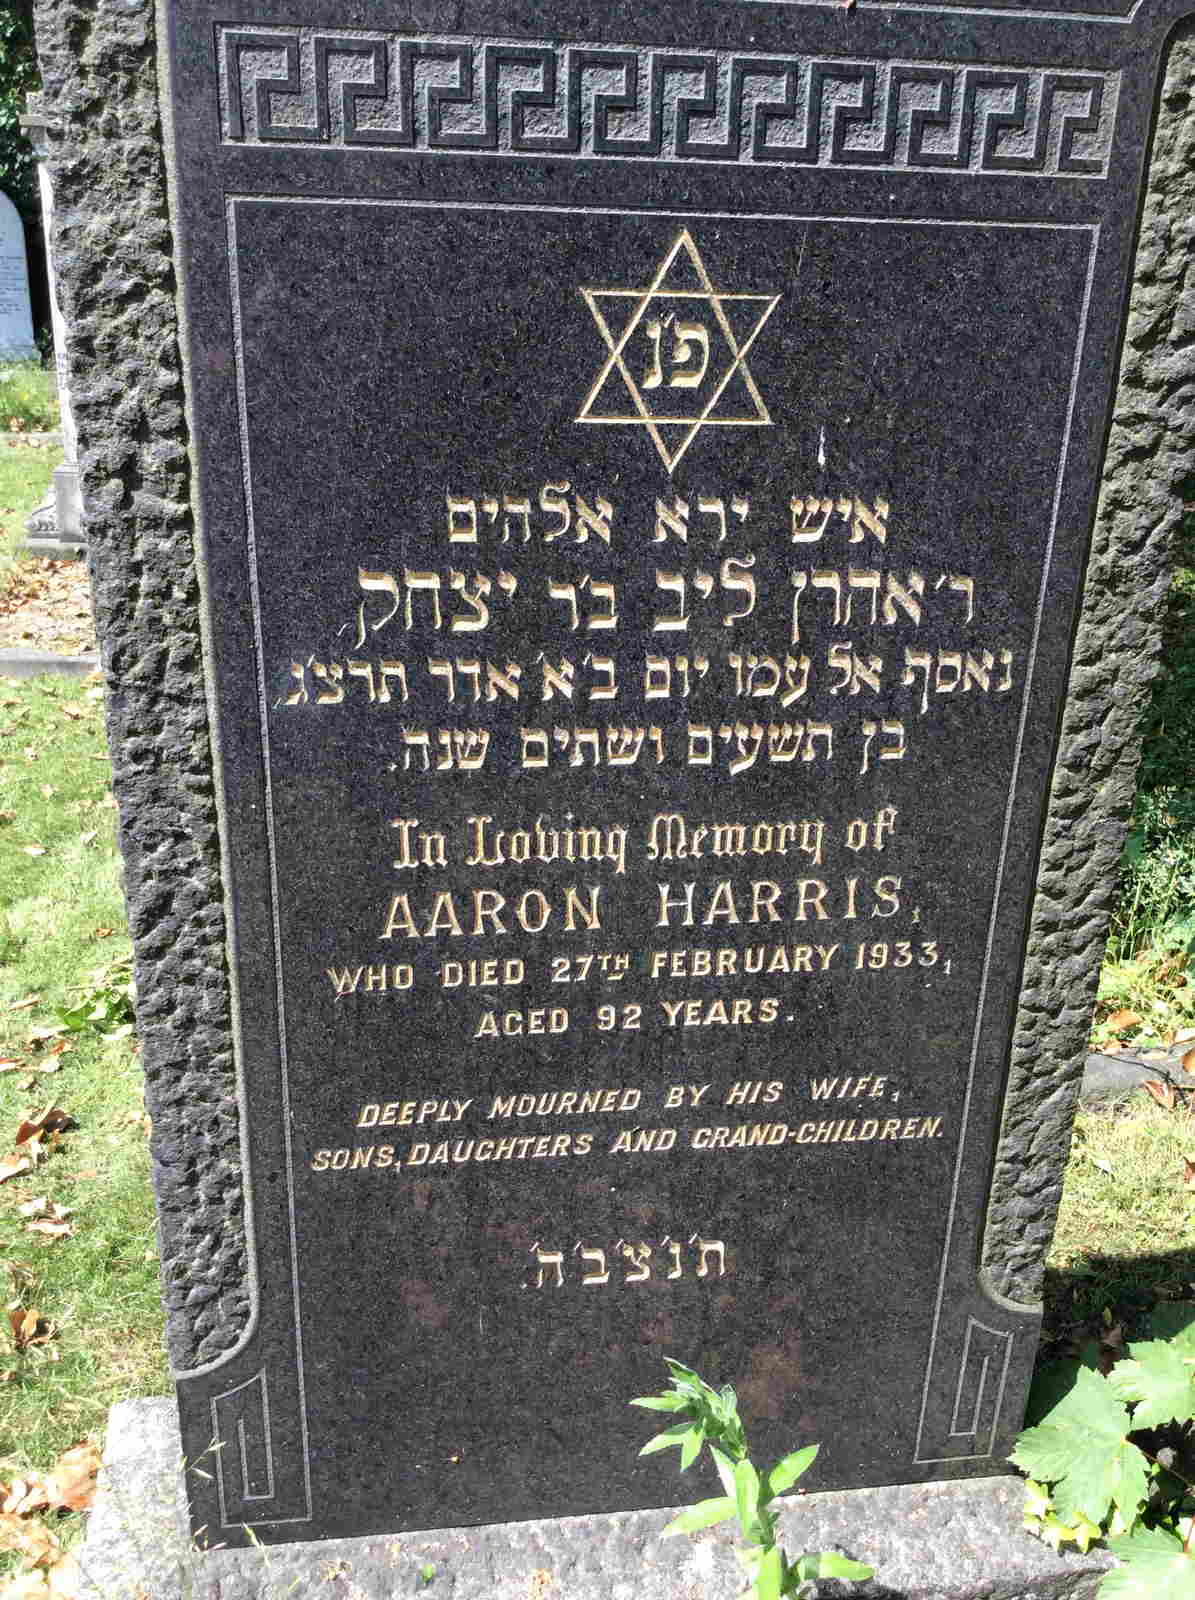 פ״נ
איש ירא אלהים
ר׳ אהרן ליב ב״ר יצחק
נאסף אל עמו יום ב׳ א׳ אדר תרצ״ג
בן תשעים ושתים שנה.
In Loving Memory of
AARON HARRIS,
WHO DIED 27TH FEBRUARY 1933,
AGED 92 YEARS.
DEEPLY MOURNED BY HIS WIFE,
SONS, DAUGHTERS AND GRAND-CHILDREN.
ת׳נ׳צ׳ב׳ה׳